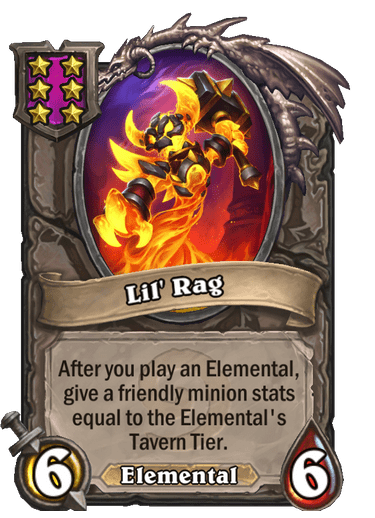 Lil' Rag
After you play an Elemental,
give a friendly minion stats
equal to the Elemental's
Tavern Tier.
6
Elemental
6